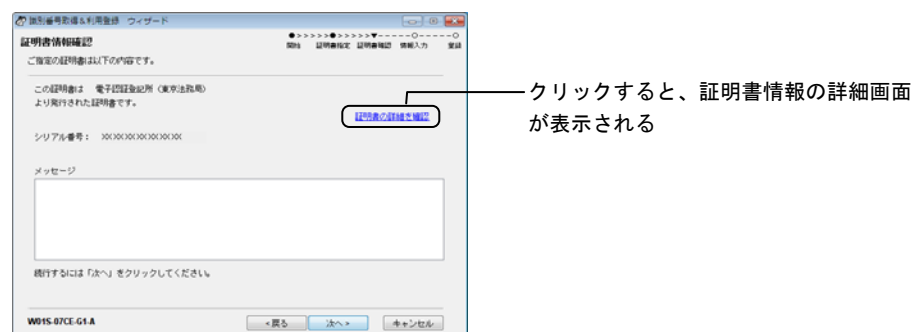 識別番号取得&利用登録 ウィザード
証明書情報確認
●>>>>>●>>>>>▼-----○-----○
開始 証明書指定 証明書確認 情報入力 登録
ご指定の証明書は以下の内容です。
この証明書は 電子認証登記所(東京法務局)
より発行された証明書です。
証明書の詳細を確認
クリックすると、証明書情報の詳細画面
が表示される
シリアル番号: XXXXXXXXXXXXXXXX
メッセージ
続行するには「次へ」をクリックしてください。
W01S-07CE-G1-A
<戻る 次へ> キャンセル